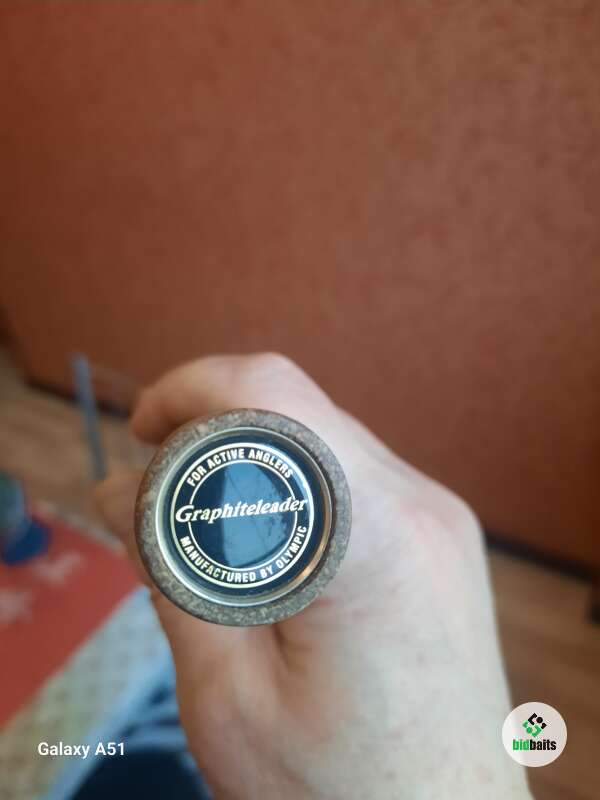 FOR ACTIVE ANGLERS
Graphiteleader
MANUFACTURED BY OLYMPIC
Galaxy A51
bidbaits